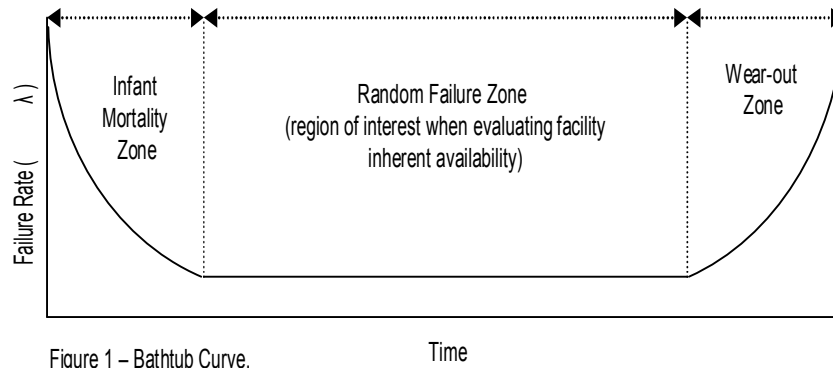 Infant
Mortality
Zone
Random Failure Zone
(region of interest when evaluating facility
inherent availability)
Wear-out
Zone
Failure Rate ( λ )
Time
Figure 1 – Bathtub Curve.